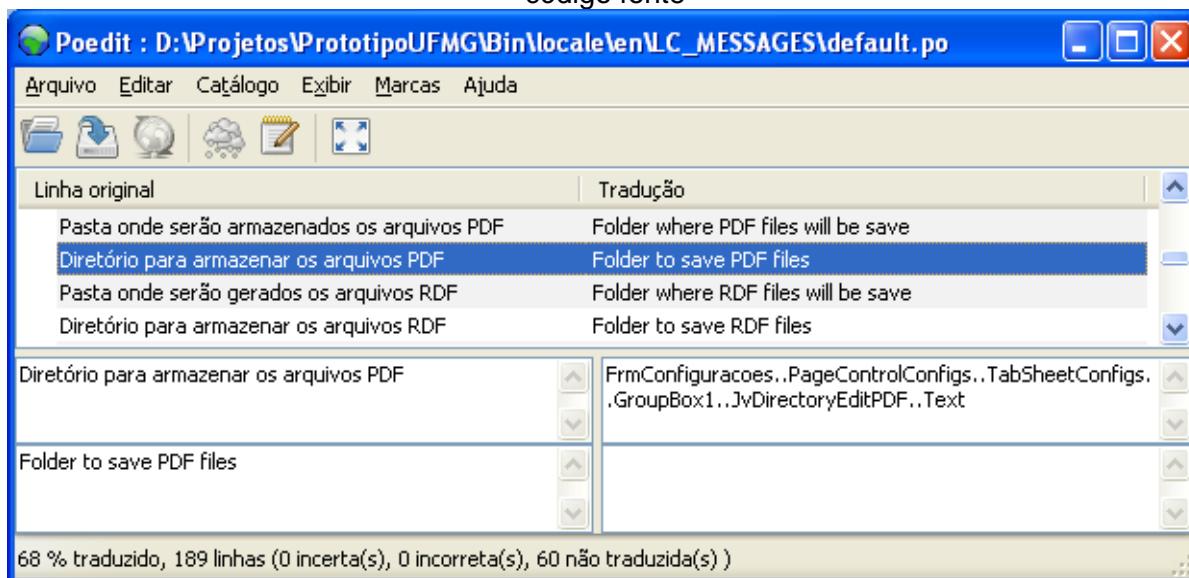 código fonte
Poedit : D:\Projetos\PrototipoUFMG\Bin\locale\en\LC_MESSAGES\default.po
Arquivo Editar Catálogo Exibir Marcas Ajuda
Linha original Tradução
Pasta onde serão armazenados os arquivos PDF Folder where PDF files will be save
Diretório para armazenar os arquivos PDF Folder to save PDF files
Pasta onde serão gerados os arquivos RDF Folder where RDF files will be save
Diretório para armazenar os arquivos RDF Folder to save RDF files
Diretório para armazenar os arquivos PDF
FrmConfiguracoes..PageControlConfigs..TabSheetConfigs.
.GroupBox1..JvDirectoryEditPDF..Text
Folder to save PDF files
68 % traduzido, 189 linhas (0 incerta(s), 0 incorreta(s), 60 não traduzida(s) )